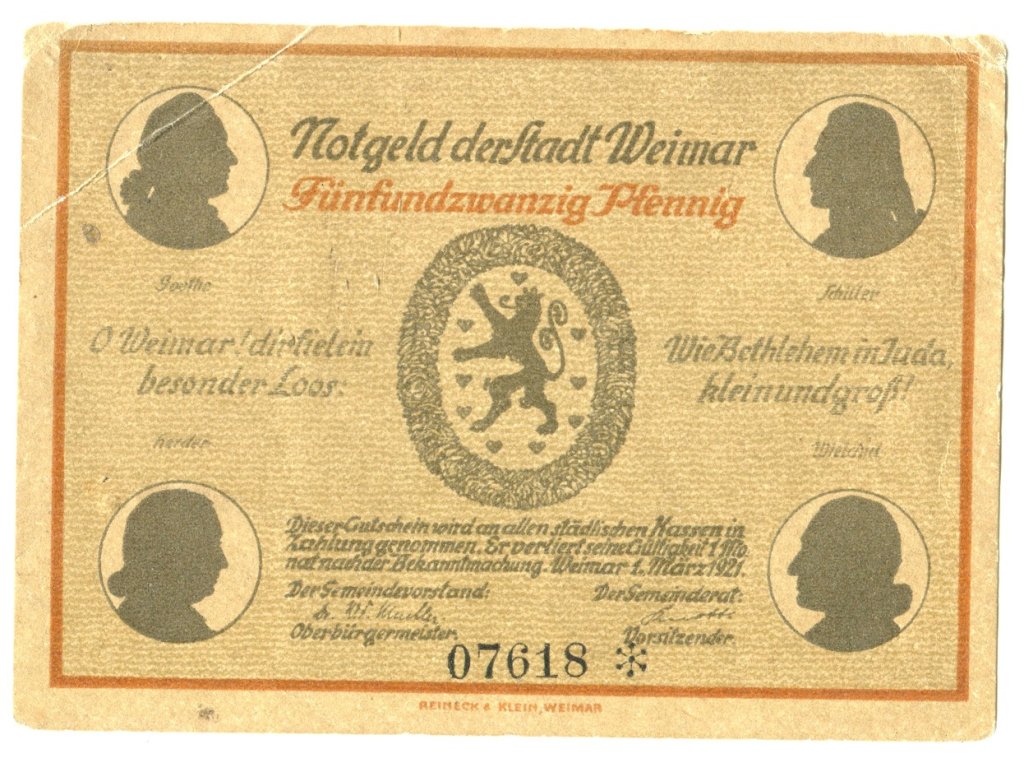 Notgeld der Stadt Weimar
Fünfundzwanzig Pfennig
Goethe
Schiller
O Weimar! dir fiel ein
besonder Loos:
Wie Bethlehem in Juda,
klein und groß!
Herder
Wieland
Dieser Gutschein wird an allen städtischen Kassen in
Zahlung genommen. Er verliert seine Gültigkeit 1 Mo
nat nach der Bekanntmachung. Weimar 1. März 1921.
Der Gemeindevorstand:
Der Gemeinderat:
Oberbürgermeister.
Vorsitzender.
07618 *
REINECK & KLEIN, WEIMAR